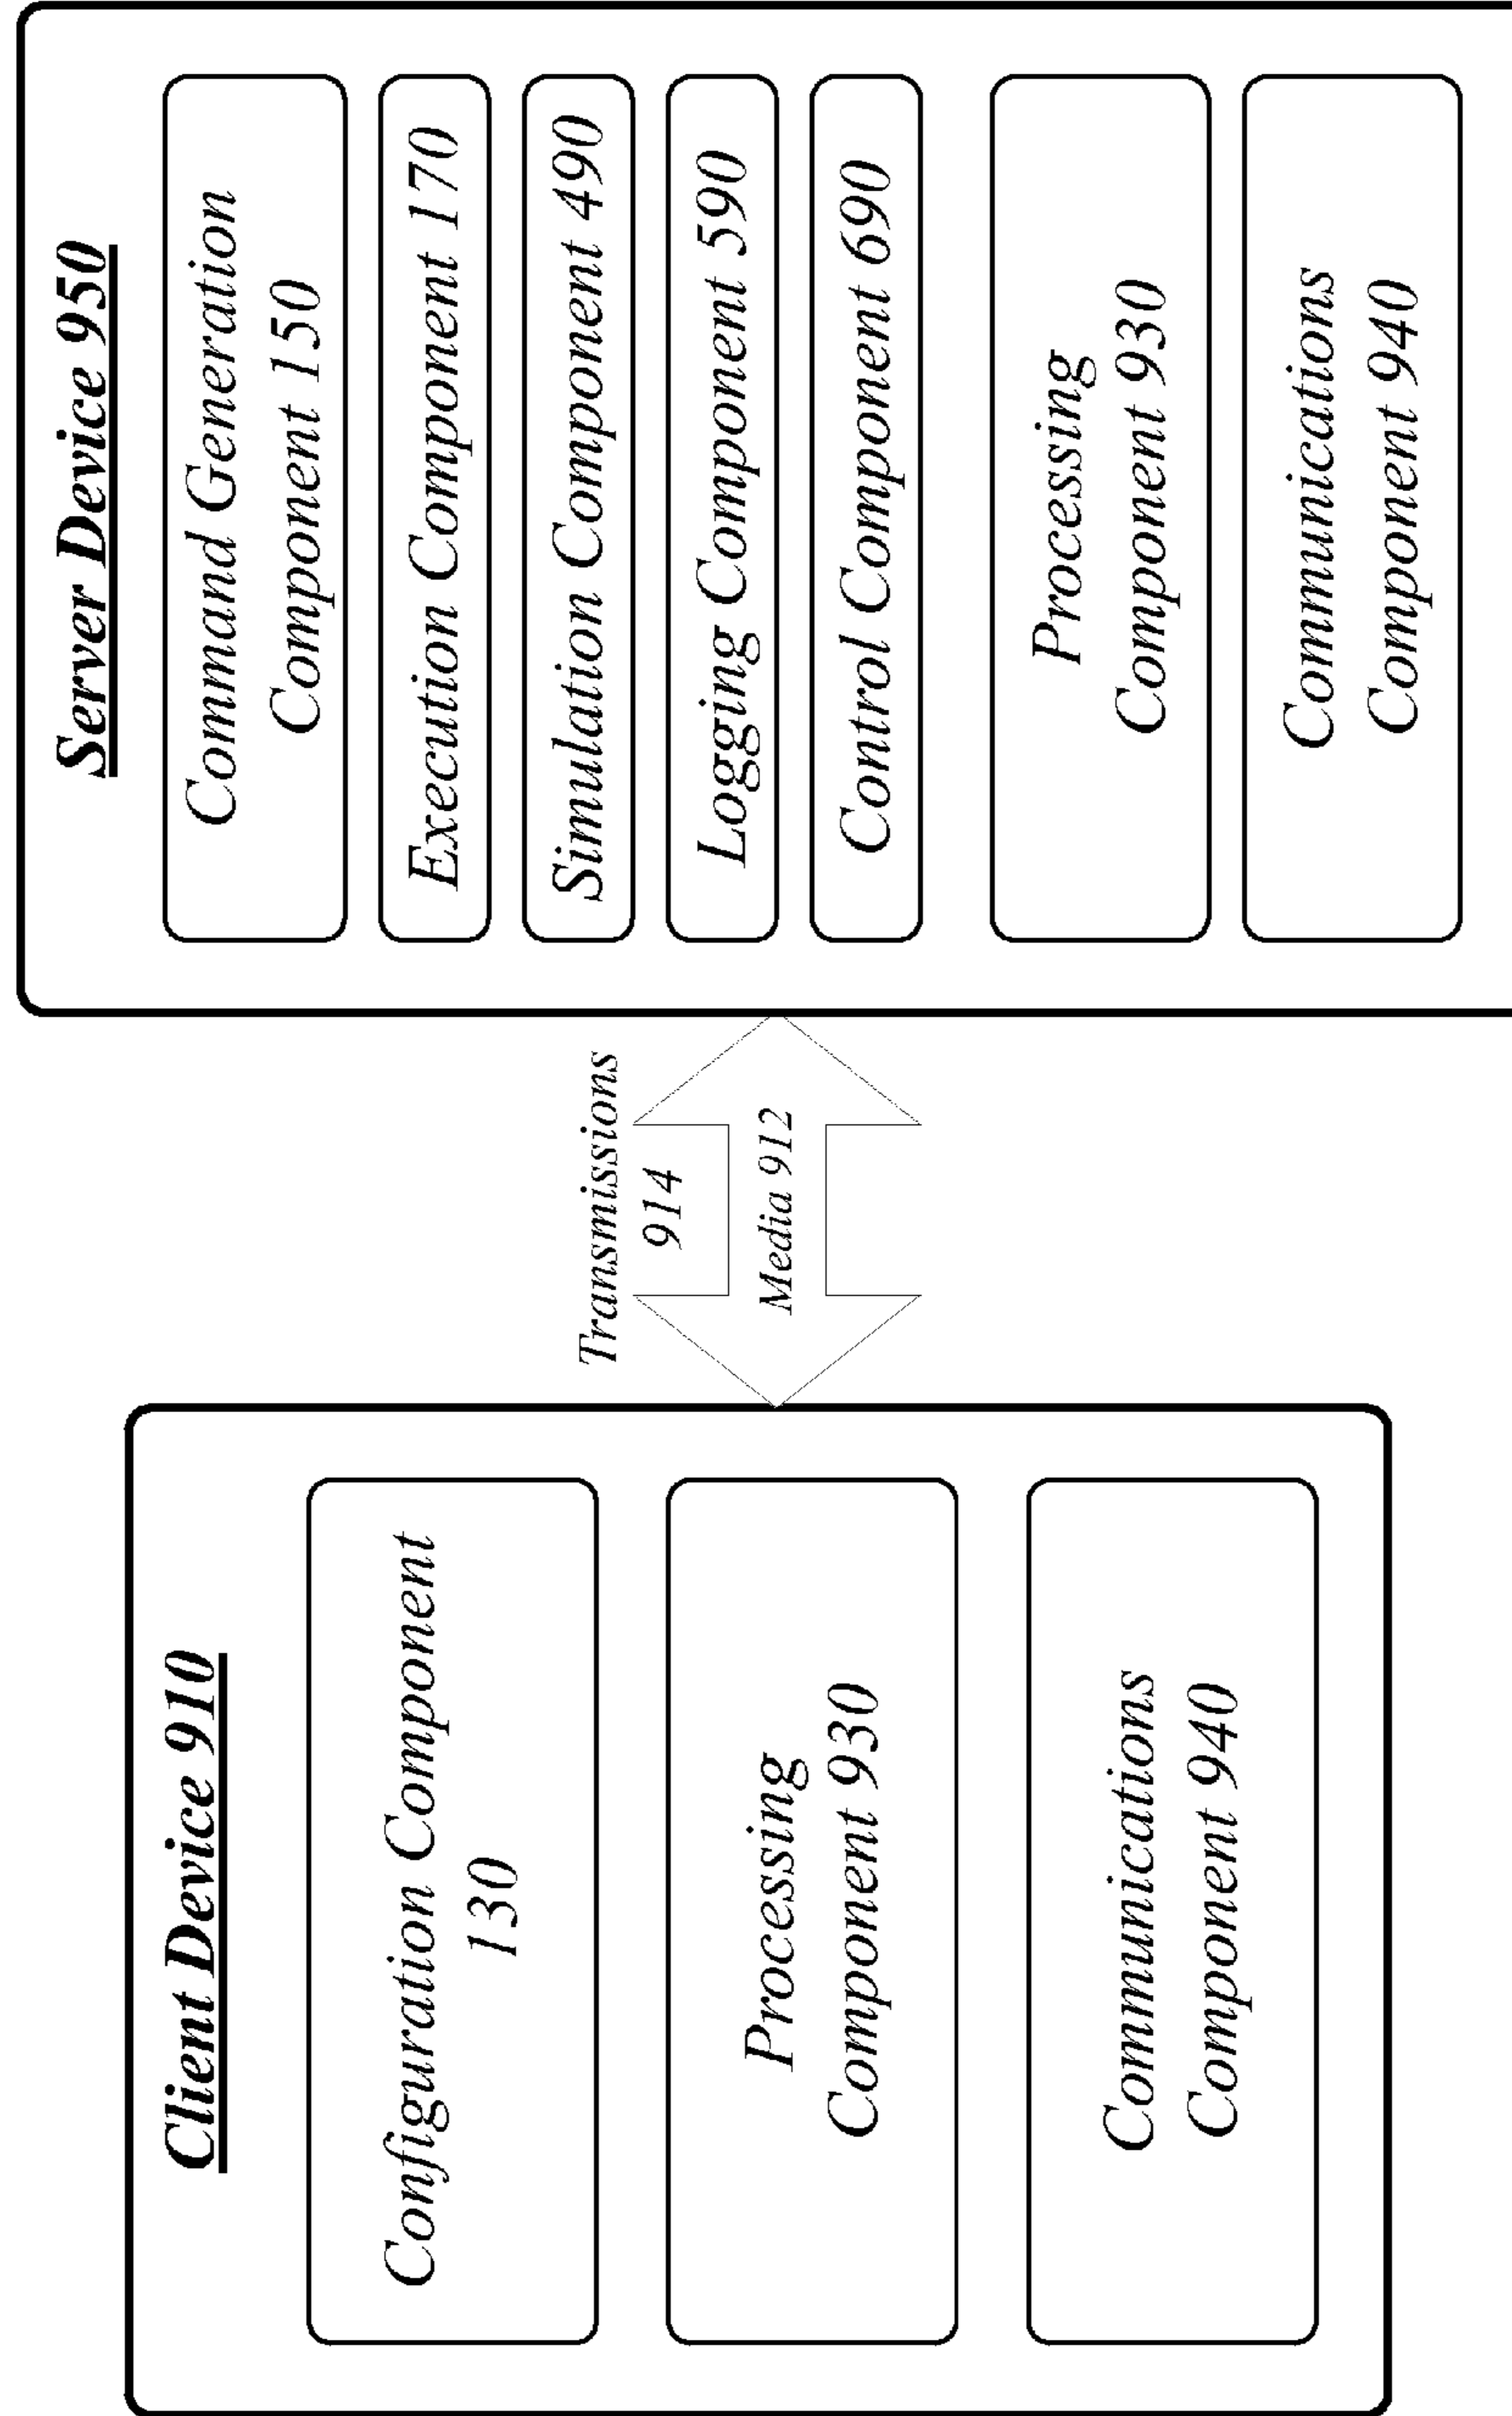 Client Device 910
Configuration Component
130
Processing
Component 930
Communications
Component 940
Transmissions
914
Media 912
Server Device 950
Command Generation
Component 150
Execution Component 170
Simulation Component 490
Logging Component 590
Control Component 690
Processing
Component 930
Communications
Component 940